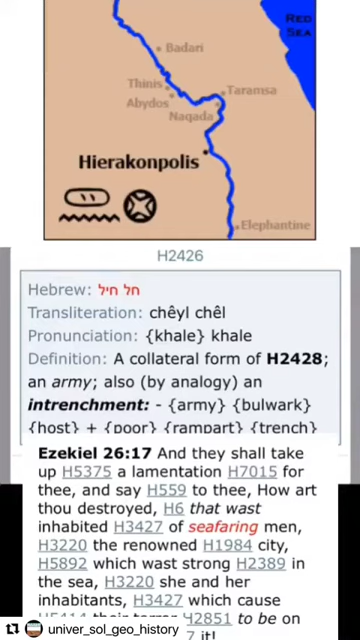 RED
SEA
Badari
Thinis
Taramsa
Abydos
Naqada
Hierakonpolis
Elephantine
H2426
Hebrew: חל חיל
Transliteration: chêyl chêl
Pronunciation: {khale} khale
Definition: A collateral form of H2428;
an army; also (by analogy) an
intrenchment: - {army} {bulwark}
{host} + {poor} {rampart} {trench}
Ezekiel 26:17 And they shall take
up H5375 a lamentation H7015 for
thee, and say H559 to thee, How art
thou destroyed, H6 that wast
inhabited H3427 of seafaring men,
H3220 the renowned H1984 city,
H5892 which wast strong H2389 in
the sea, H3220 she and her
inhabitants, H3427 which cause
H5414 their terror H2851 to be on
univer_sol_geo_history
it!